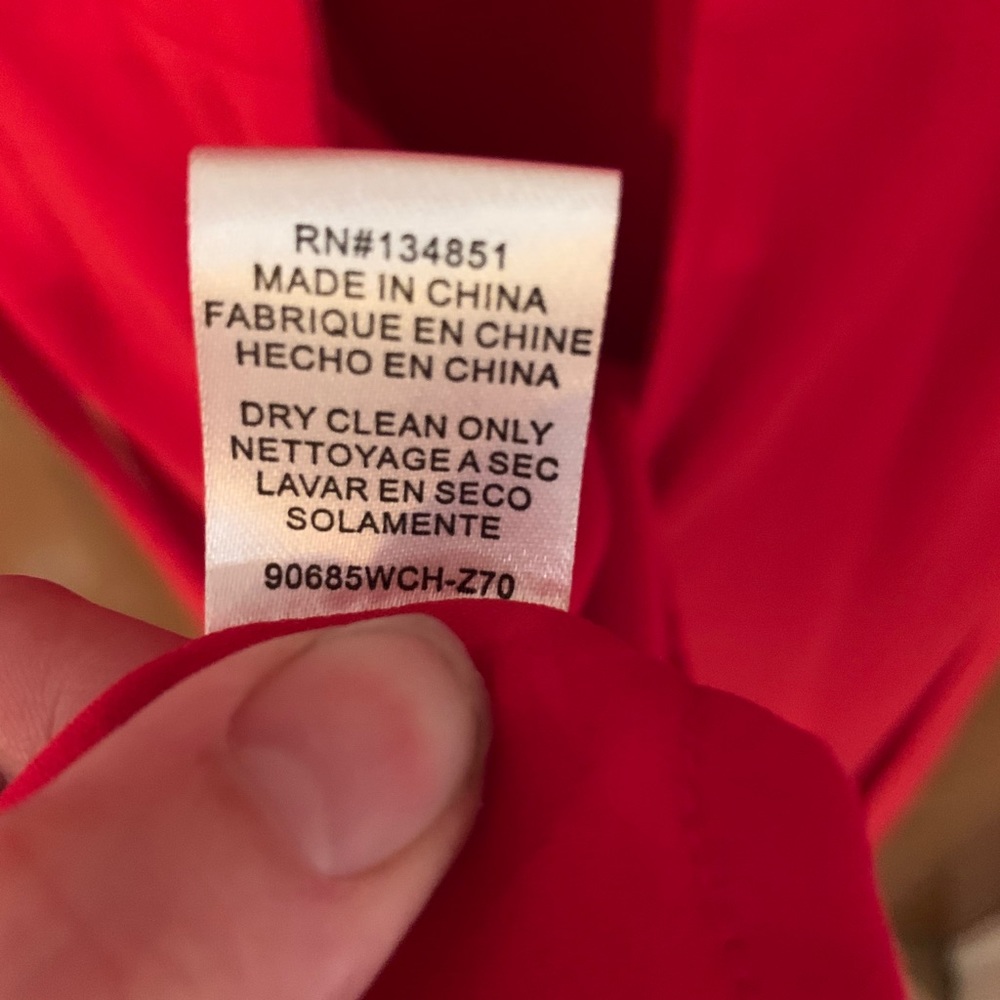 RN#134851
MADE IN CHINA
FABRIQUE EN CHINE
HECHO EN CHINA
DRY CLEAN ONLY
NETTOYAGE A SEC
LAVAR EN SECO
SOLAMENTE
90685WCH-Z70